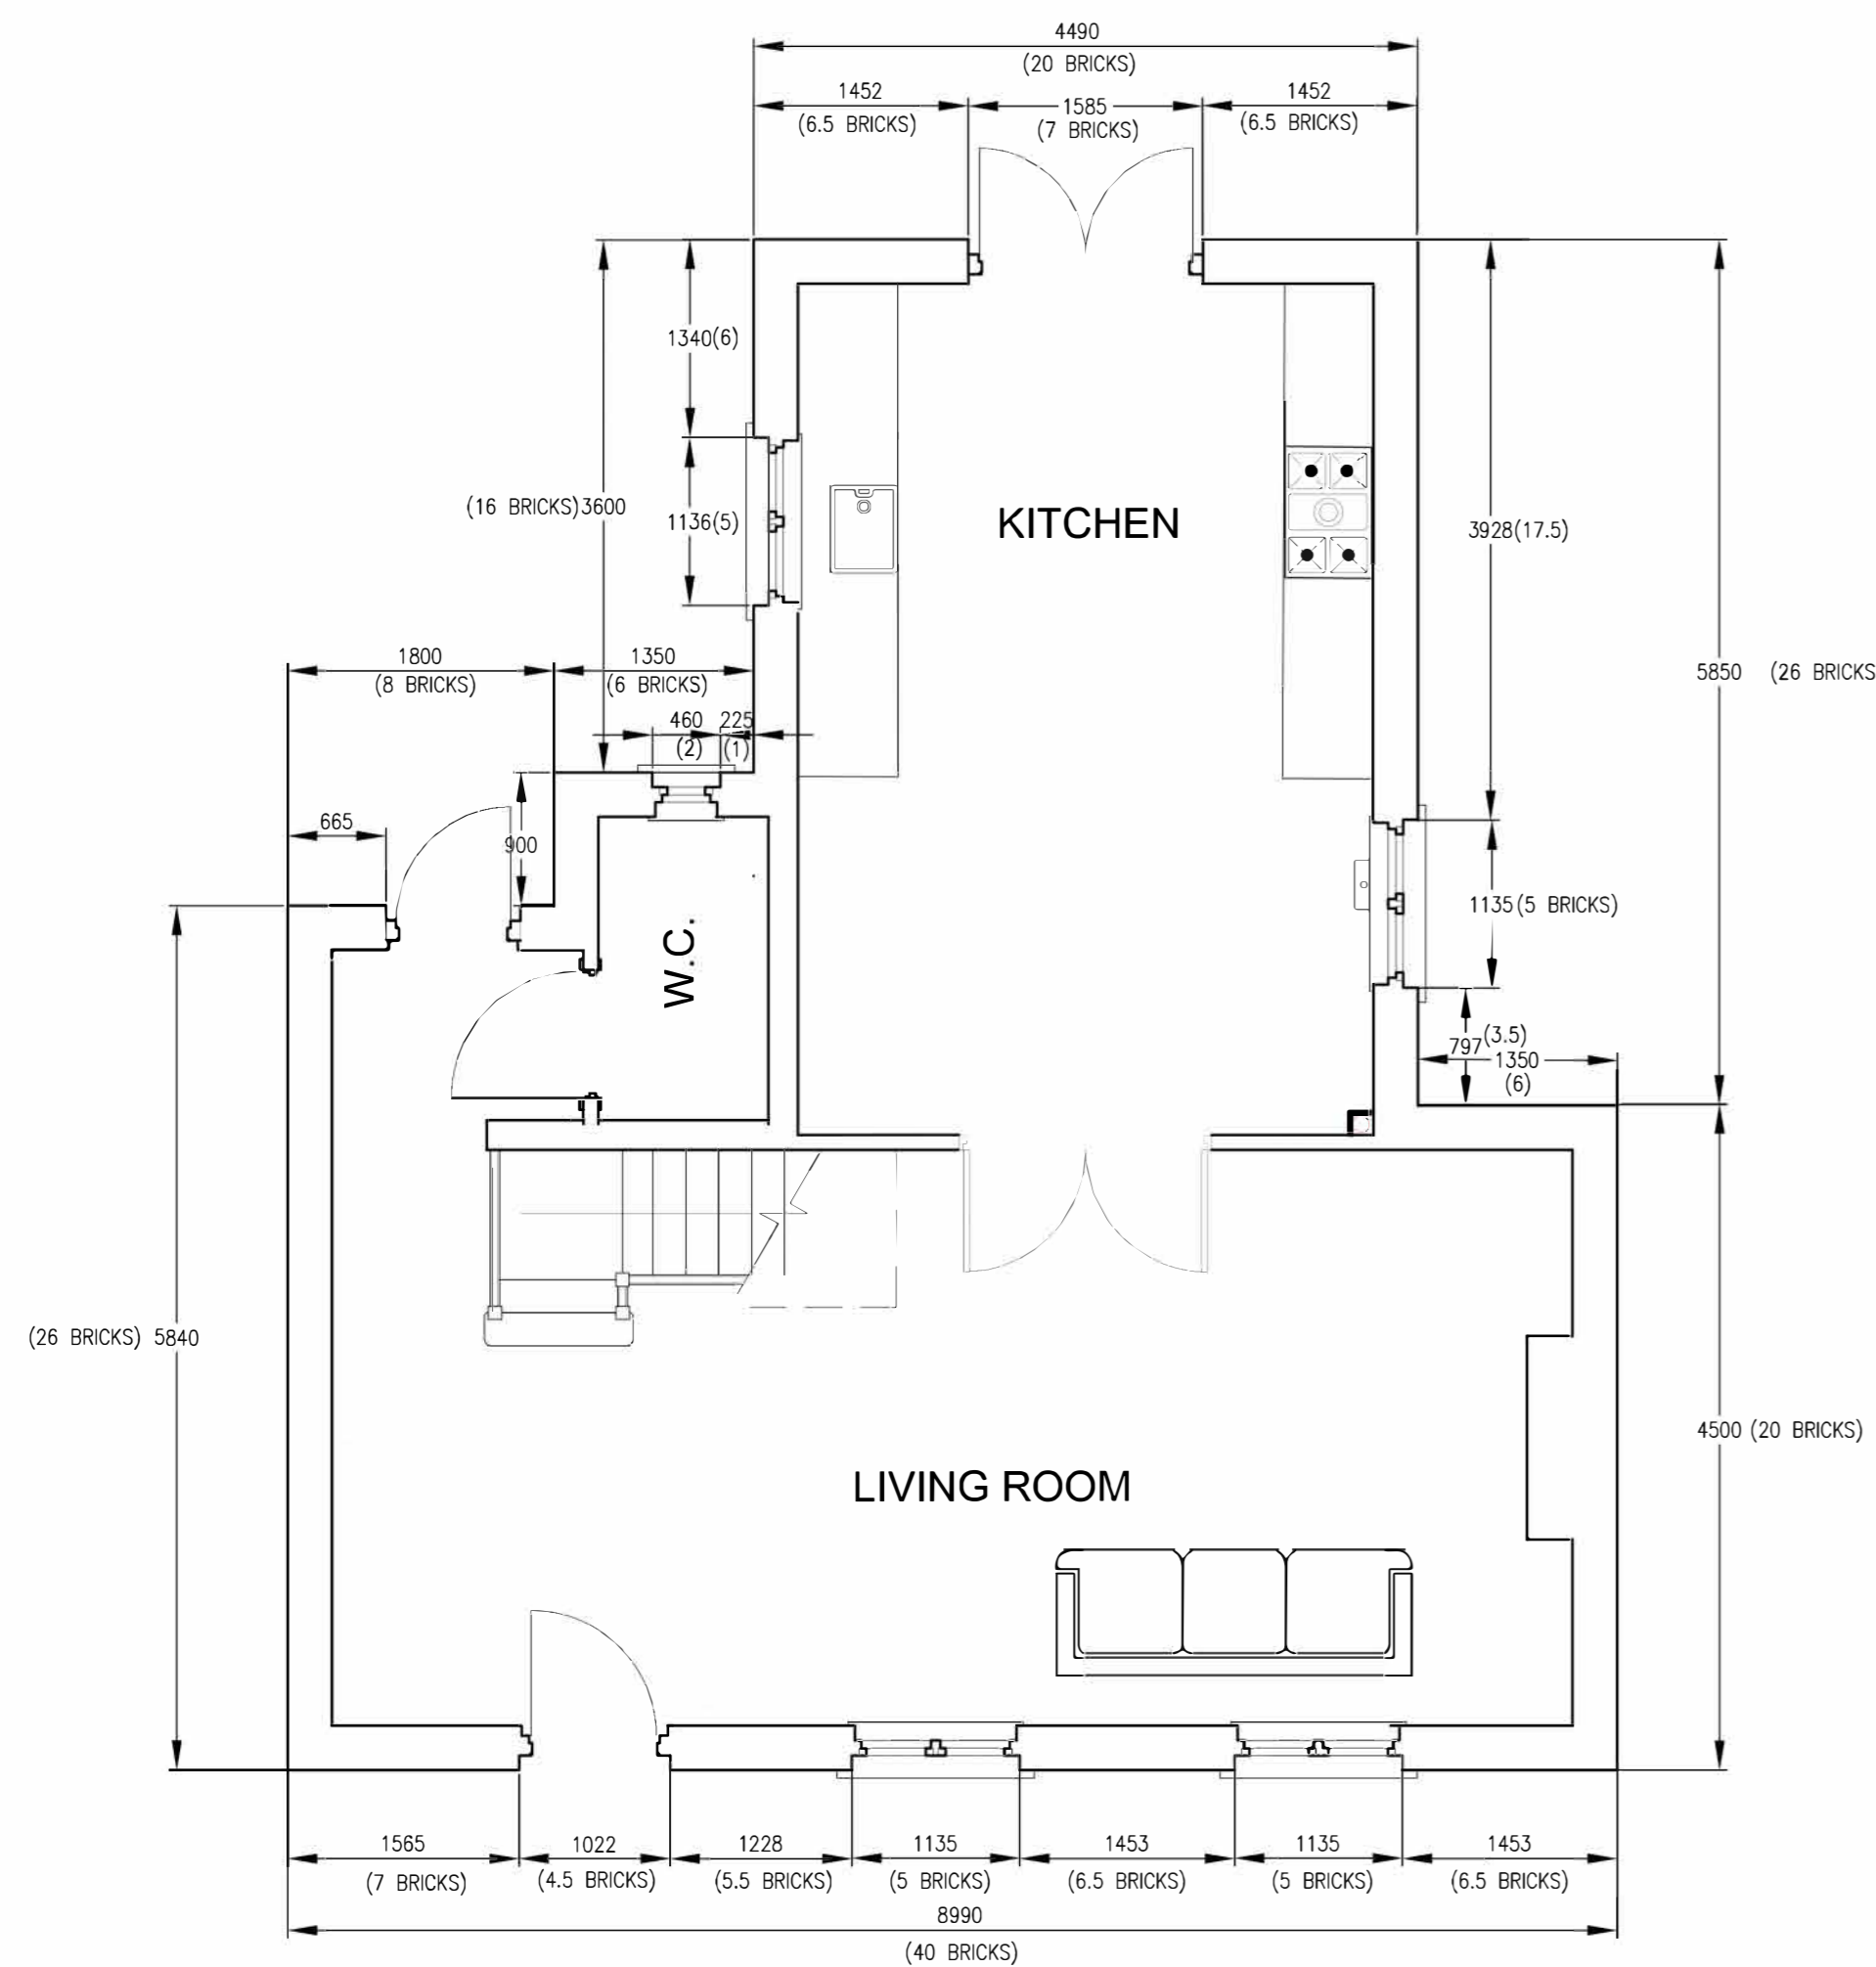 4490
(20 BRICKS)
1452
1585
1452
(6.5 BRICKS)
(7 BRICKS)
(6.5 BRICKS)
1340(6)
(16 BRICKS)3600
1136(5)
KITCHEN
3928(17.5)
1800
1350
(8 BRICKS)
(6 BRICKS)
5850 (26 BRICKS
460
225
(2)
(1)
665
900
1135(5 BRICKS)
W.C.
(3.5)
797
1350
(6)
(26 BRICKS) 5840
4500 (20 BRICKS)
LIVING ROOM
1565
1022
1228
1135
1453
1135
1453
(7 BRICKS)
(4.5 BRICKS)
(5.5 BRICKS)
(5 BRICKS)
(6.5 BRICKS)
(5 BRICKS)
(6.5 BRICKS)
8990
(40 BRICKS)